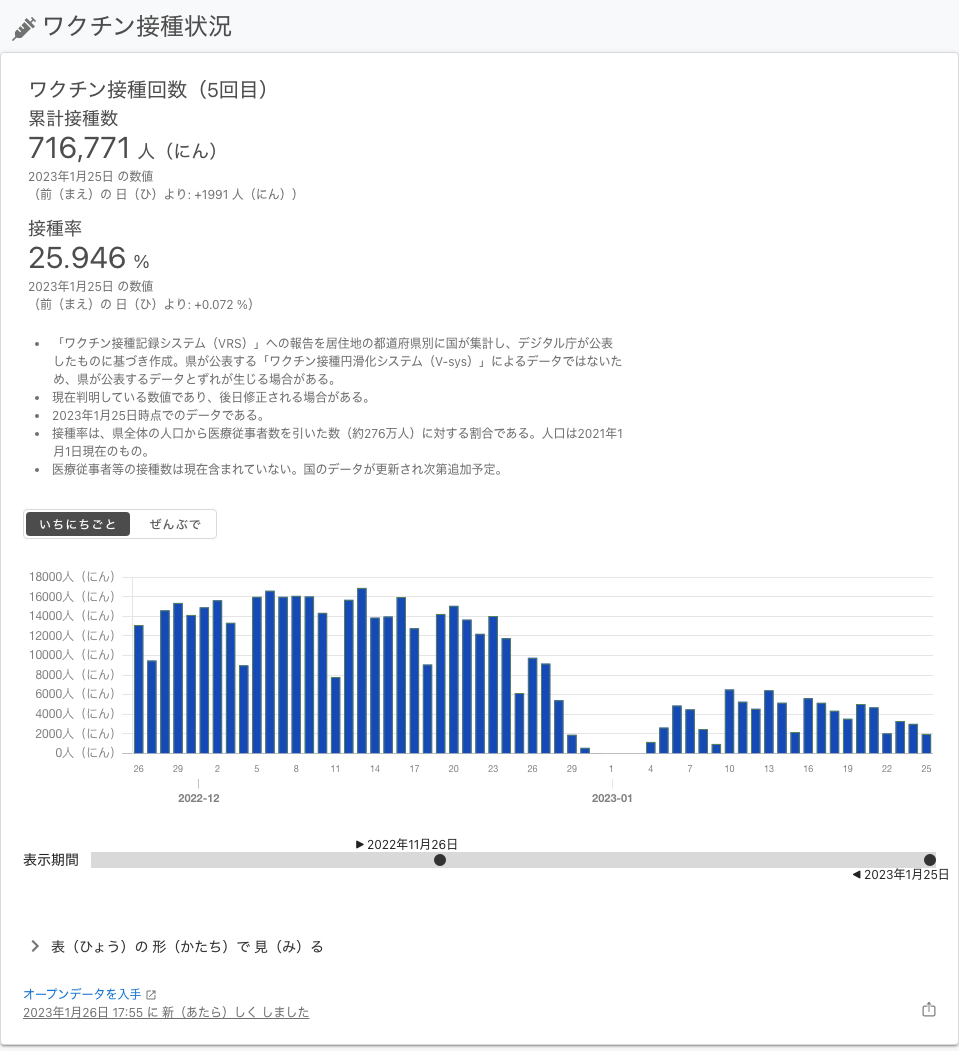 ワクチン接種状況
ワクチン接種回数（5回目）
累計接種数
716,771 人（にん）
2023年1月25日 の数値
（前（まえ）の 日（ひ）より: +1991 人（にん））
接種率
25.946 %
2023年1月25日 の数値
（前（まえ）の 日（ひ）より: +0.072 %）
• 「ワクチン接種記録システム（VRS）」への報告を居住地の都道府県別に国が集計し、デジタル庁が公表
したものに基づき作成。県が公表する「ワクチン接種円滑化システム（V-sys）」によるデータではないた
め、県が公表するデータとずれが生じる場合がある。
• 現在判明している数値であり、後日修正される場合がある。
• 2023年1月25日時点でのデータである。
• 接種率は、県全体の人口から医療従事者数を引いた数（約276万人）に対する割合である。人口は2021年1
月1日現在のもの。
• 医療従事者等の接種数は現在含まれていない。国のデータが更新され次第追加予定。
いちにちごと ぜんぶで
18000人（にん）
16000人（にん）
14000人（にん）
12000人（にん）
10000人（にん）
8000人（にん）
6000人（にん）
4000人（にん）
2000人（にん）
0人（にん）
26 29 2 5 8 11 14 17 20 23 26 29 1 4 7 10 13 16 19 22 25
2022-12 2023-01
▶ 2022年11月26日
表示期間
◀ 2023年1月25日
表（ひょう）の 形（かたち）で 見（み）る
オープンデータを入手
2023年1月26日 17:55 に 新（あたら）しく しました